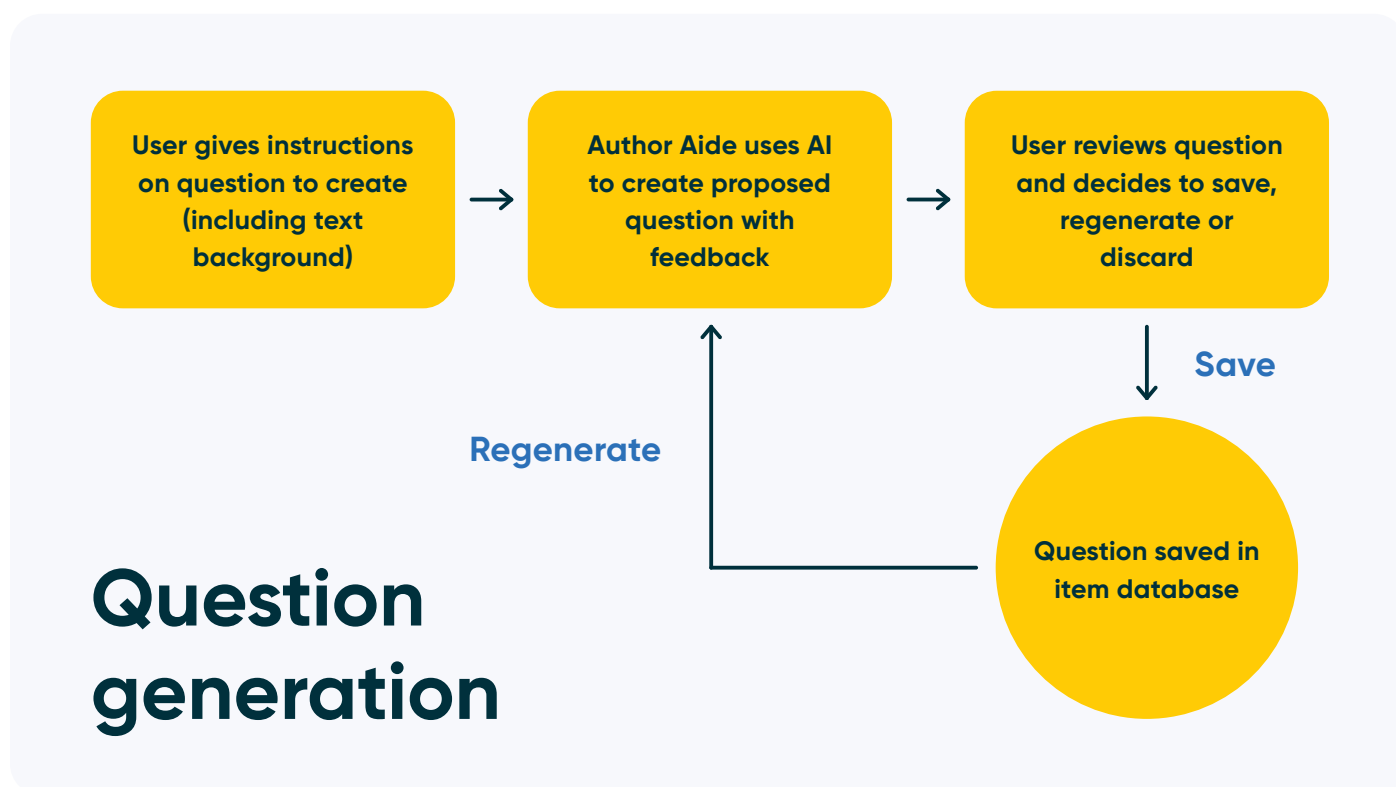 User gives instructions
on question to create
(including text
background)
Author Aide uses AI
to create proposed
question with
feedback
User reviews question
and decides to save,
regenerate or
discard
Save
Regenerate
Question saved in
item database
Question
generation